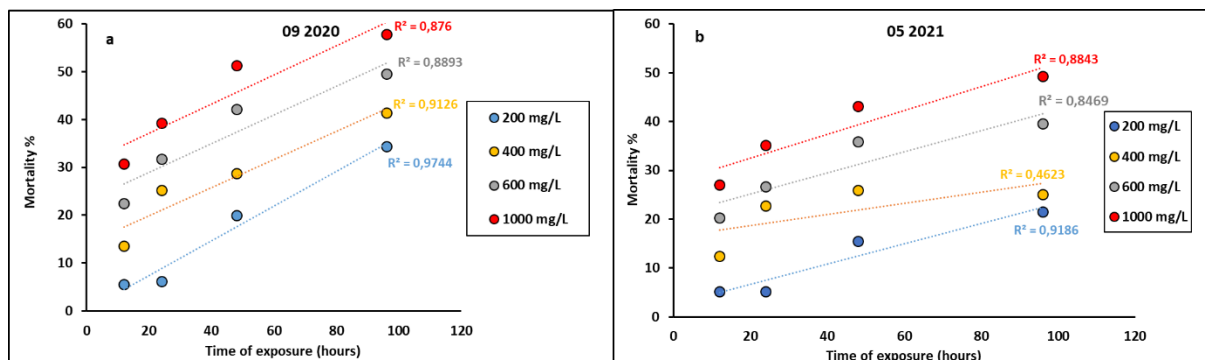 a
09 2020
Mortality %
60
50
40
30
20
10
0
0 20 40 60 80 100 120
Time of exposure (hours)
R² = 0,876
R² = 0,8893
R² = 0,9126
R² = 0,9744
200 mg/L
400 mg/L
600 mg/L
1000 mg/L
b
05 2021
Mortality %
60
50
40
30
20
10
0
0 20 40 60 80 100 120
Time of exposure (hours)
R² = 0,8843
R² = 0,8469
R² = 0,4623
R² = 0,9186
200 mg/L
400 mg/L
600 mg/L
1000 mg/L